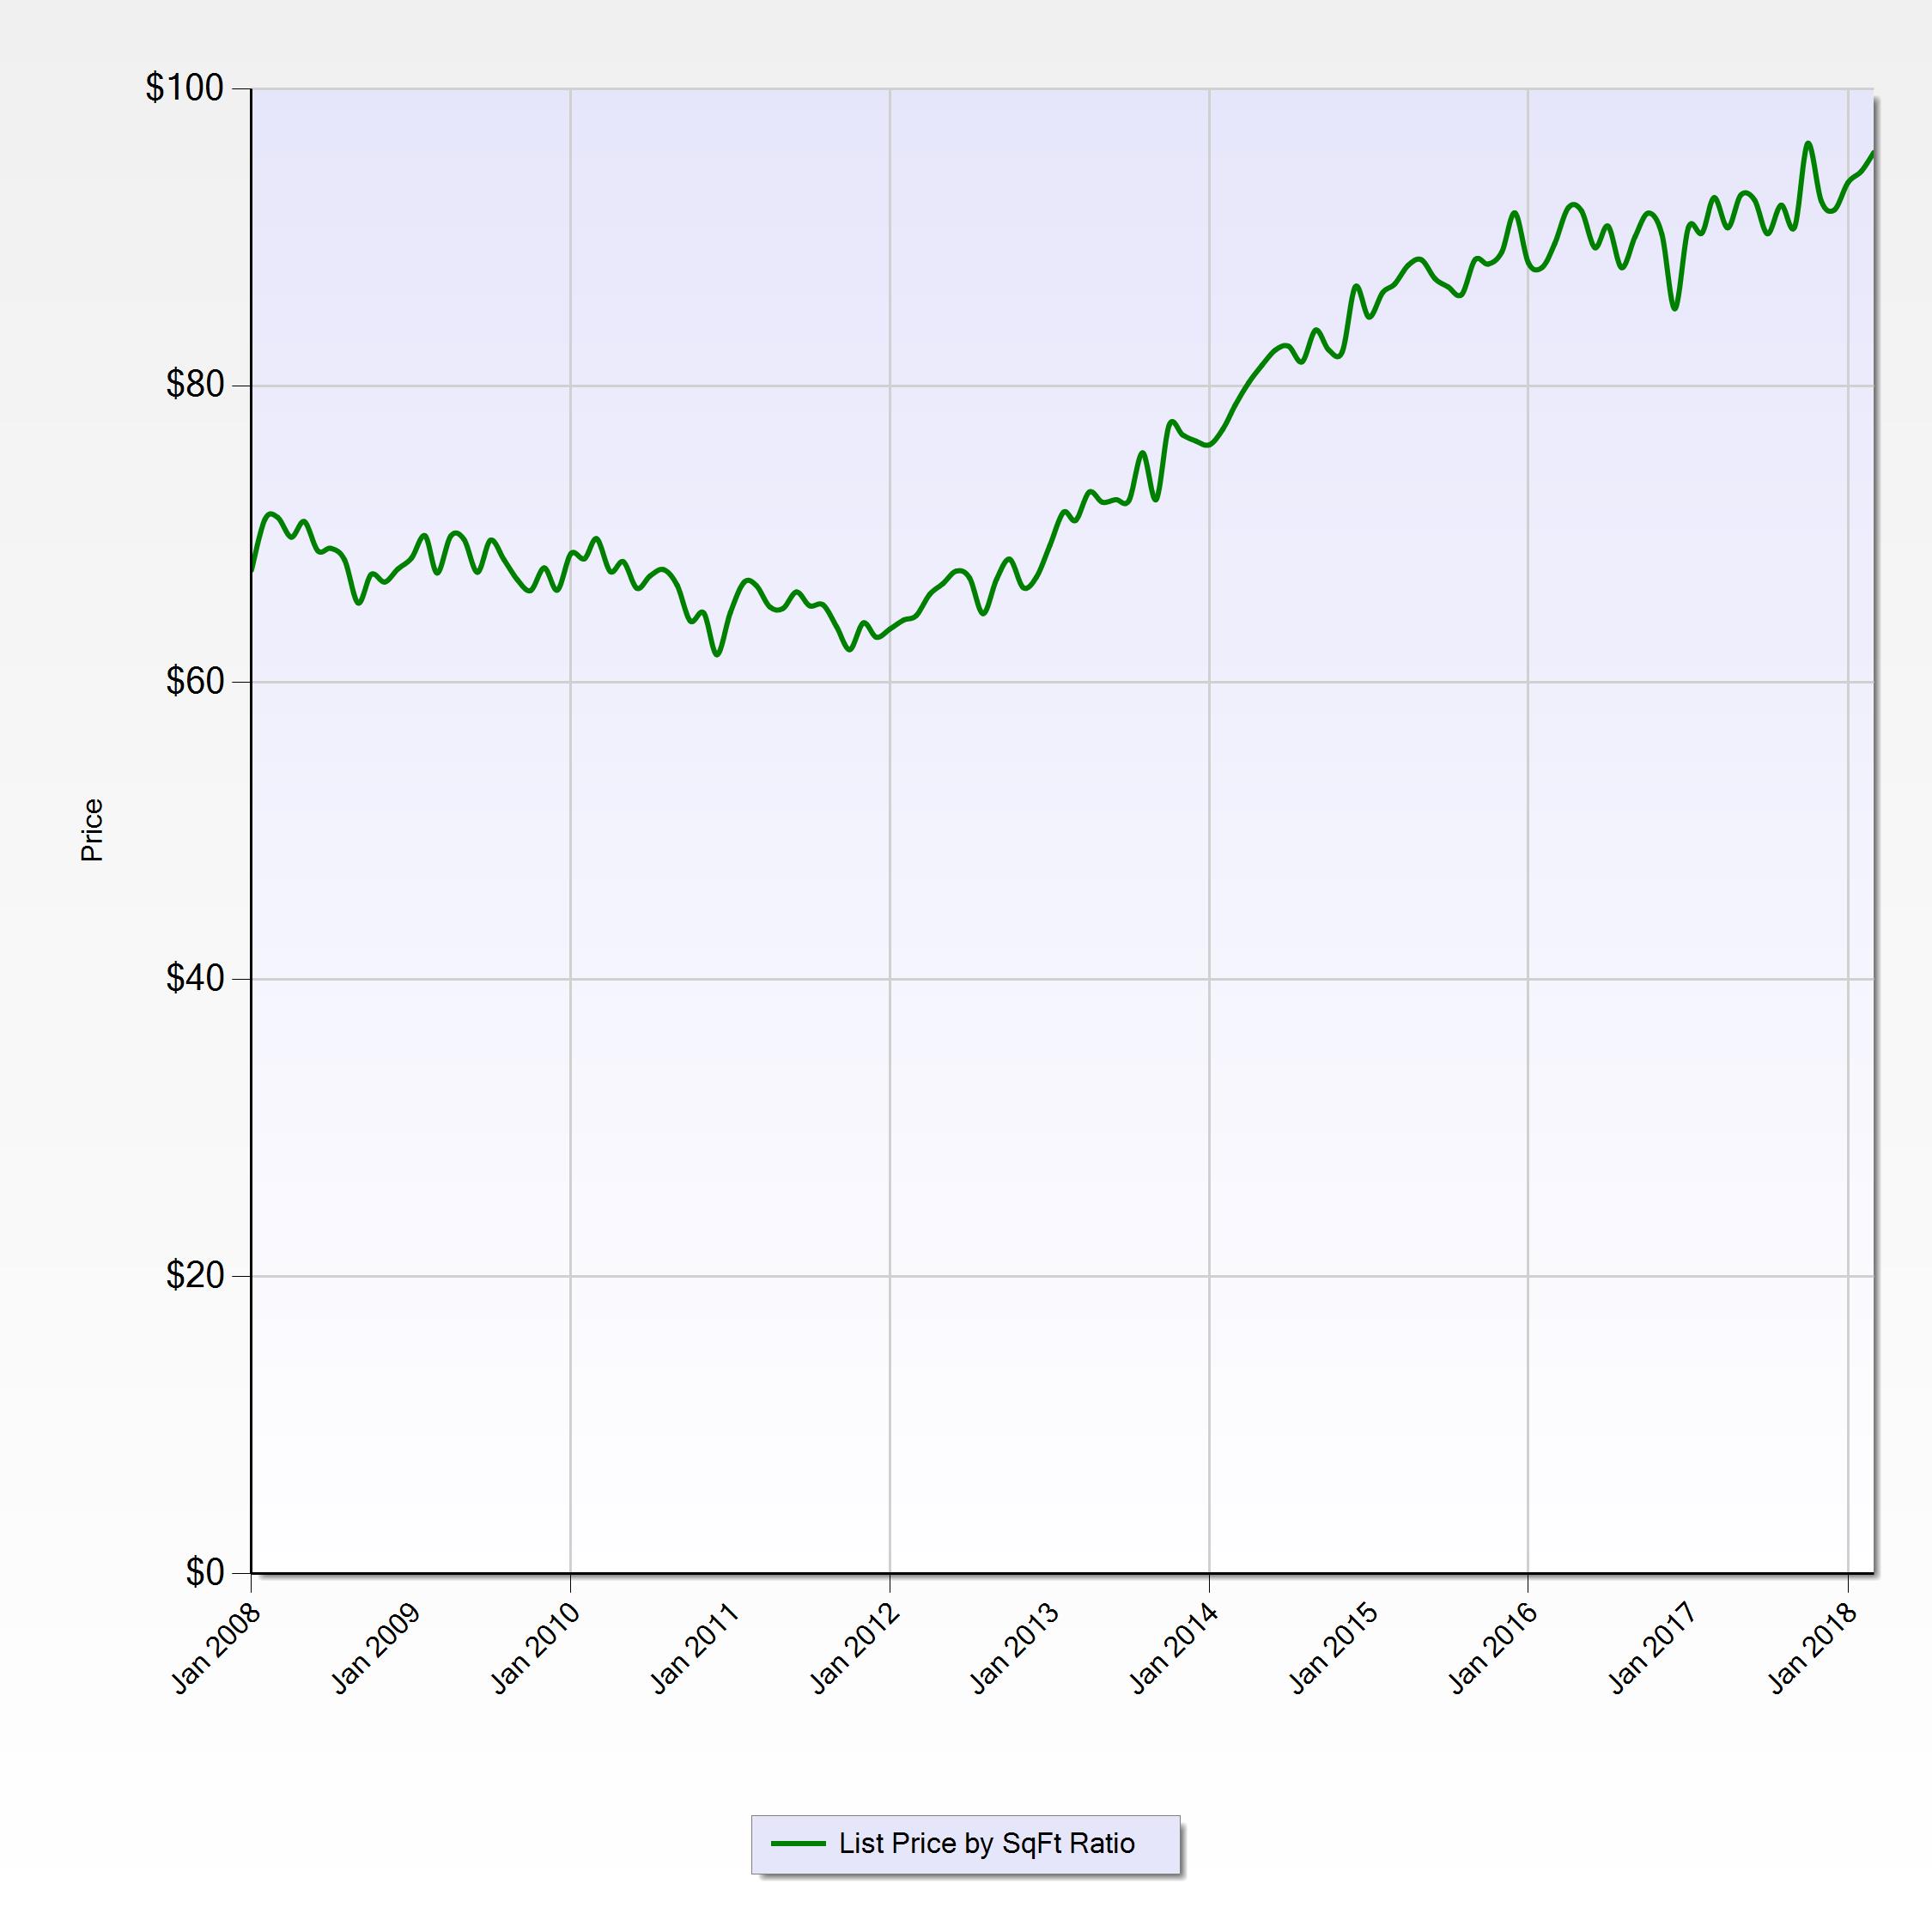 $100
$80
$60
$40
$20
$0
Price
Jan 2008
Jan 2009
Jan 2010
Jan 2011
Jan 2012
Jan 2013
Jan 2014
Jan 2015
Jan 2016
Jan 2017
Jan 2018
List Price by SqFt Ratio